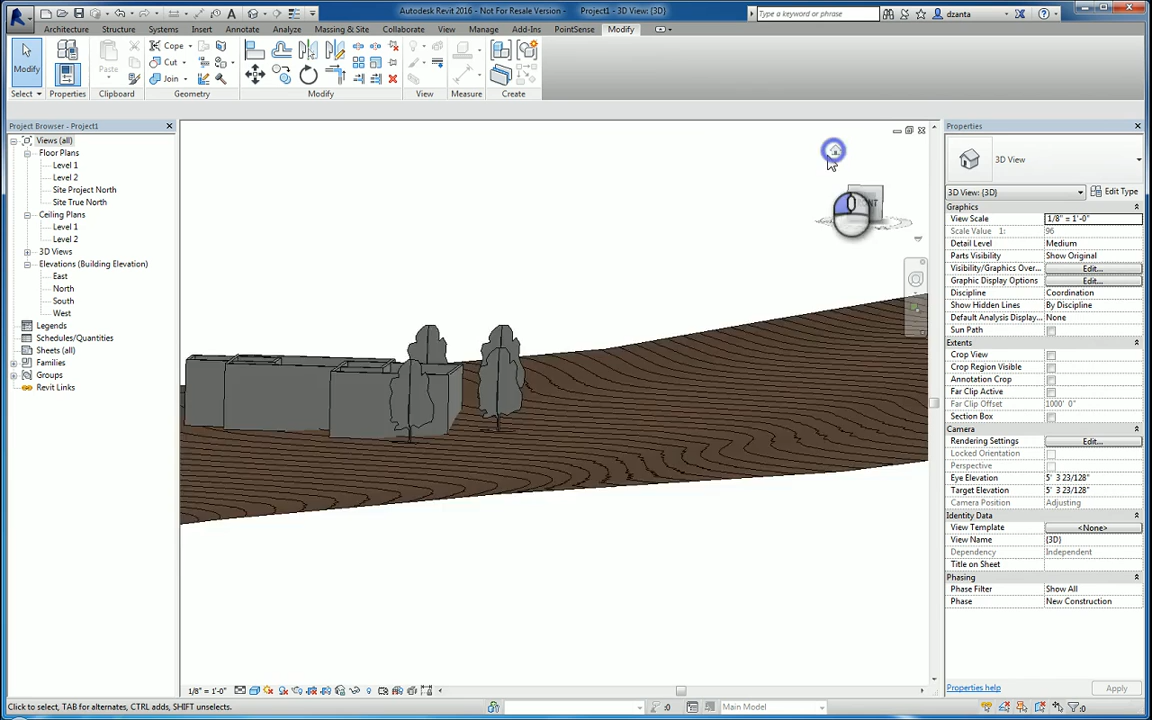 Autodesk Revit 2016 - Not For Resale Version - Project1 - 3D View: {3D}
Type a keyword or phrase
dzanta
Architecture Structure Systems Insert Annotate Analyze Massing & Site Collaborate View Manage Add-Ins PointSense Modify
Modify
Properties
Paste
Cope
Cut
Join
Select
Properties
Clipboard
Geometry
Modify
View
Measure
Create
Project Browser - Project1
Views (all)
Floor Plans
Level 1
Level 2
Site Project North
Site True North
Ceiling Plans
Level 1
Level 2
3D Views
Elevations (Building Elevation)
East
North
South
West
Legends
Schedules/Quantities
Sheets (all)
Families
Groups
Revit Links
Properties
3D View
3D View: {3D}
Edit Type
Graphics
View Scale 1/8" = 1'-0"
Scale Value 1: 96
Detail Level Medium
Parts Visibility Show Original
Visibility/Graphics Over... Edit...
Graphic Display Options Edit...
Discipline Coordination
Show Hidden Lines By Discipline
Default Analysis Display... None
Sun Path
Extents
Crop View
Crop Region Visible
Annotation Crop
Far Clip Active
Far Clip Offset 1000' 0"
Section Box
Camera
Rendering Settings Edit...
Locked Orientation
Perspective
Eye Elevation 5' 3 23/128"
Target Elevation 5' 3 23/128"
Camera Position Adjusting
Identity Data
View Template <None>
View Name {3D}
Dependency Independent
Title on Sheet
Phasing
Phase Filter Show All
Phase New Construction
Properties help
Apply
1/8" = 1'-0"
Click to select, TAB for alternates, CTRL adds, SHIFT unselects.
:0
Main Model
:0